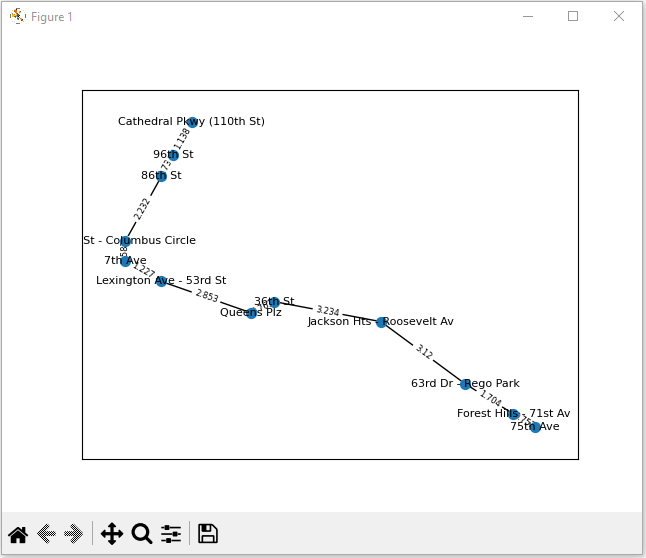 Figure 1
Cathedral Pkwy (110th St)
1.138
96th St
73
86th St
2.232
St - Columbus Circle
58
7th Ave
1.227
Lexington Ave - 53rd St
2.853
36th St
Queens Plz
3.234
Jackson Hts - Roosevelt Av
3.12
63rd Dr - Rego Park
1.704
Forest Hills - 71st Av
75th Ave